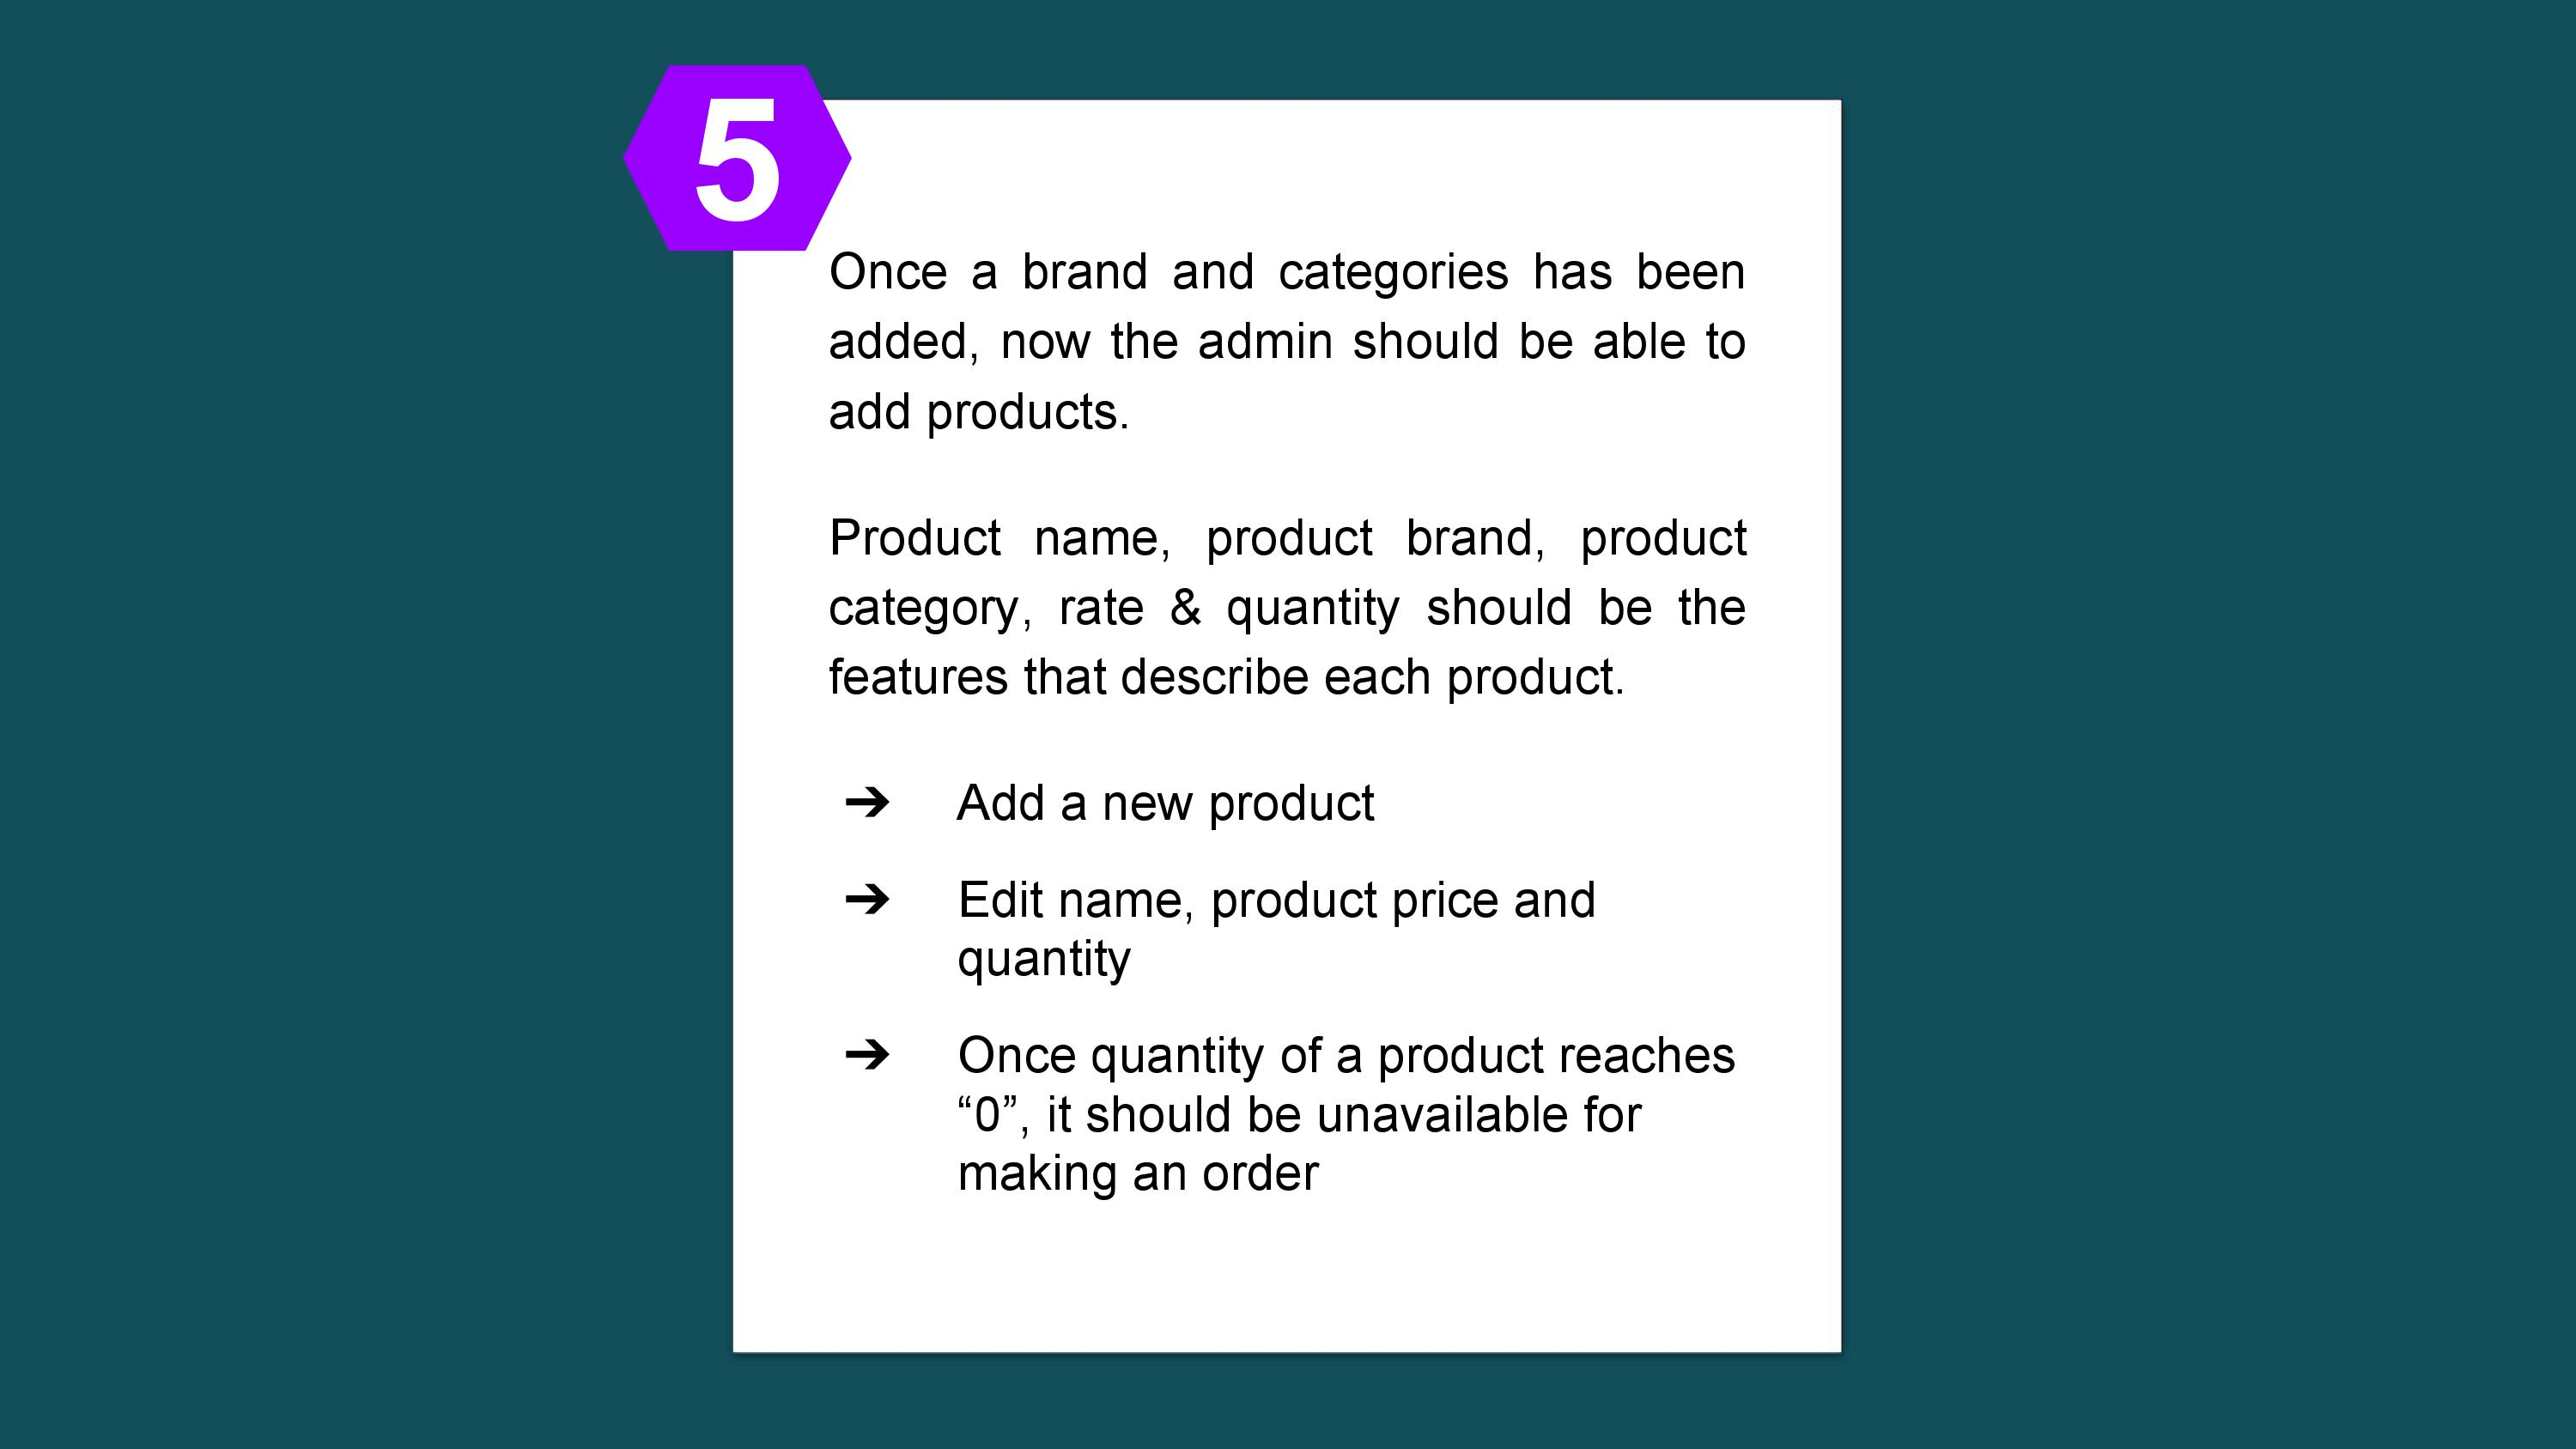 5
Once a brand and categories has been
added, now the admin should be able to
add products.
Product name, product brand, product
category, rate & quantity should be the
features that describe each product.
➔ Add a new product
➔ Edit name, product price and
quantity
➔ Once quantity of a product reaches
“0”, it should be unavailable for
making an order